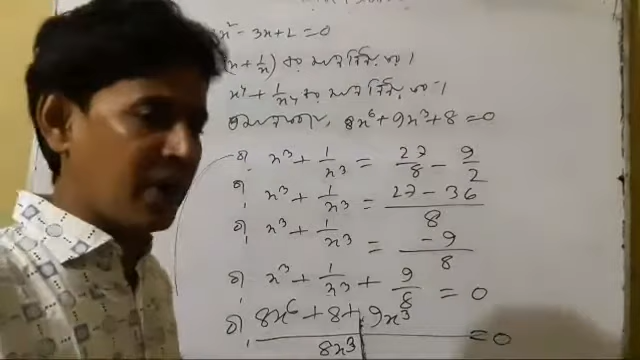 x² - 3x + 2 = 0
(x + 1/x) এর মান নির্ণয় কর।
x⁴ + 1/x⁴ এর মান নির্ণয় কর।
প্রমাণ কর, 8x⁶ + 9x³ + 8 = 0
বা, x³ + 1/x³ = 27/8 - 9/2
বা, x³ + 1/x³ = (27 - 36)/8
বা, x³ + 1/x³ = -9/8
বা, x³ + 1/x³ + 9/8 = 0
বা, (8x⁶ + 8 + 9x³)/8x³ = 0